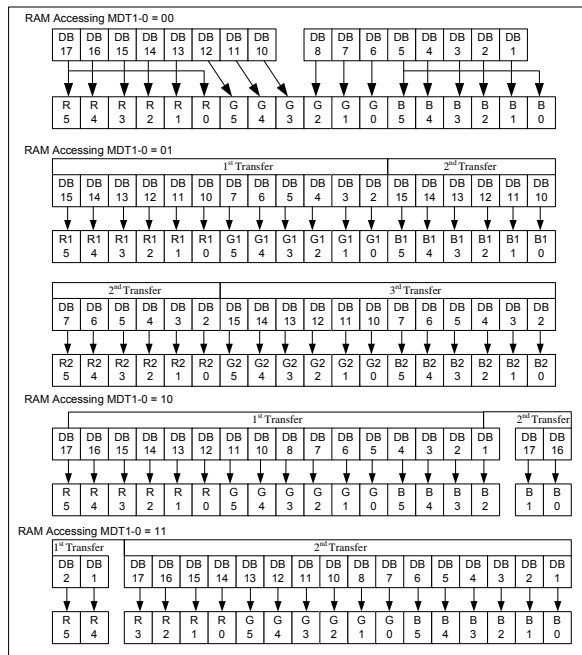 RAM Accessing MDT1-0 = 00
DB DB DB DB DB DB DB DB DB DB DB DB DB DB DB DB
17 16 15 14 13 12 11 10 8 7 6 5 4 3 2 1
R R R R R R G G G G G G B B B B B B
5 4 3 2 1 0 5 4 3 2 1 0 5 4 3 2 1 0
RAM Accessing MDT1-0 = 01
1st Transfer 2nd Transfer
DB DB DB DB DB DB DB DB DB DB DB DB DB DB DB DB DB DB
15 14 13 12 11 10 7 6 5 4 3 2 15 14 13 12 11 10
R1 R1 R1 R1 R1 R1 G1 G1 G1 G1 G1 G1 B1 B1 B1 B1 B1 B1
5 4 3 2 1 0 5 4 3 2 1 0 5 4 3 2 1 0
2nd Transfer 3rd Transfer
DB DB DB DB DB DB DB DB DB DB DB DB DB DB DB DB DB DB
7 6 5 4 3 2 15 14 13 12 11 10 7 6 5 4 3 2
R2 R2 R2 R2 R2 R2 G2 G2 G2 G2 G2 G2 B2 B2 B2 B2 B2 B2
5 4 3 2 1 0 5 4 3 2 1 0 5 4 3 2 1 0
RAM Accessing MDT1-0 = 10
1st Transfer 2nd Transfer
DB DB DB DB DB DB DB DB DB DB DB DB DB DB DB DB DB DB
17 16 15 14 13 12 11 10 8 7 6 5 4 3 2 1 17 16
R R R R R R G G G G G G B B B B B B
5 4 3 2 1 0 5 4 3 2 1 0 5 4 3 2 1 0
RAM Accessing MDT1-0 = 11
1st Transfer 2nd Transfer
DB DB DB DB DB DB DB DB DB DB DB DB DB DB DB DB DB DB
2 1 17 16 15 14 13 12 11 10 8 7 6 5 4 3 2 1
R R R R R R G G G G G G B B B B B B
5 4 3 2 1 0 5 4 3 2 1 0 5 4 3 2 1 0